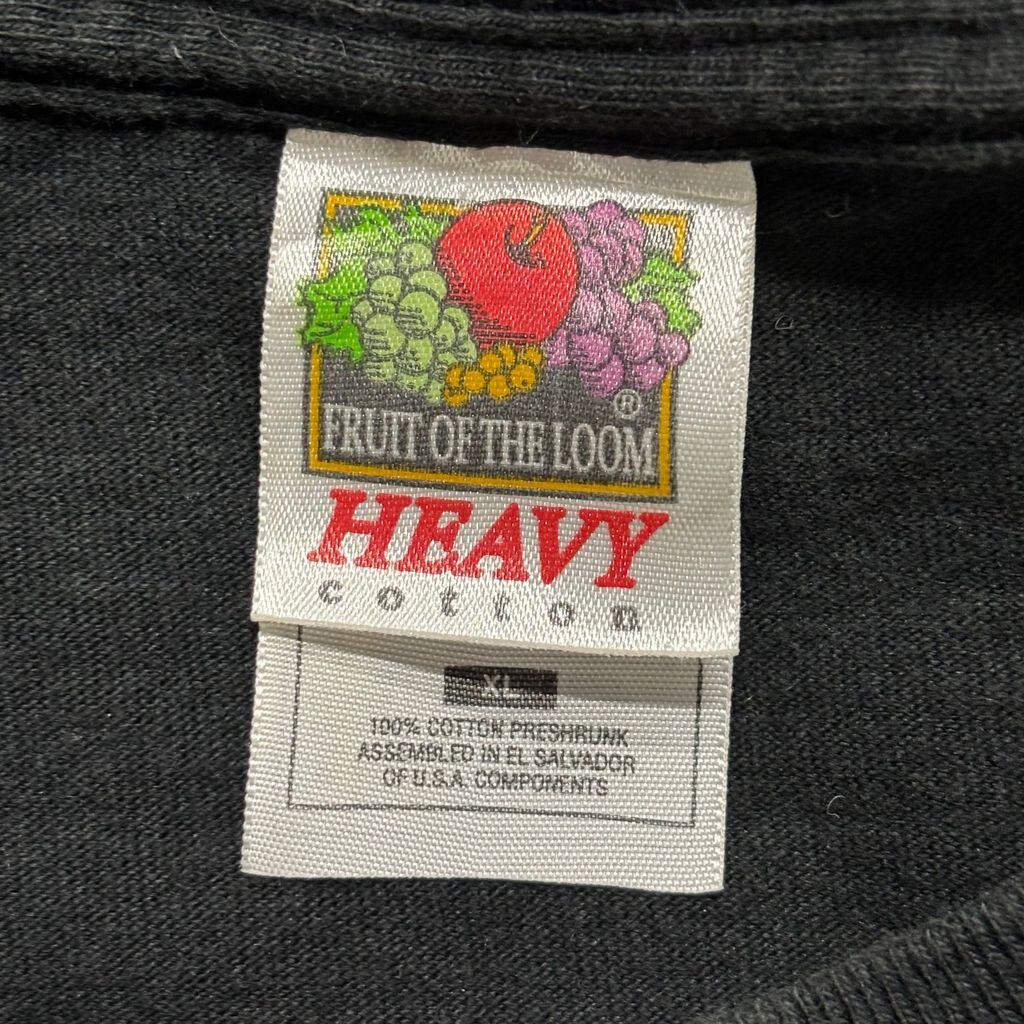 ®
FRUIT OF THE LOOM
HEAVY
cotton
XL
100% COTTON PRESHRUNK
ASSEMBLED IN EL SALVADOR
OF U.S.A. COMPONENTS